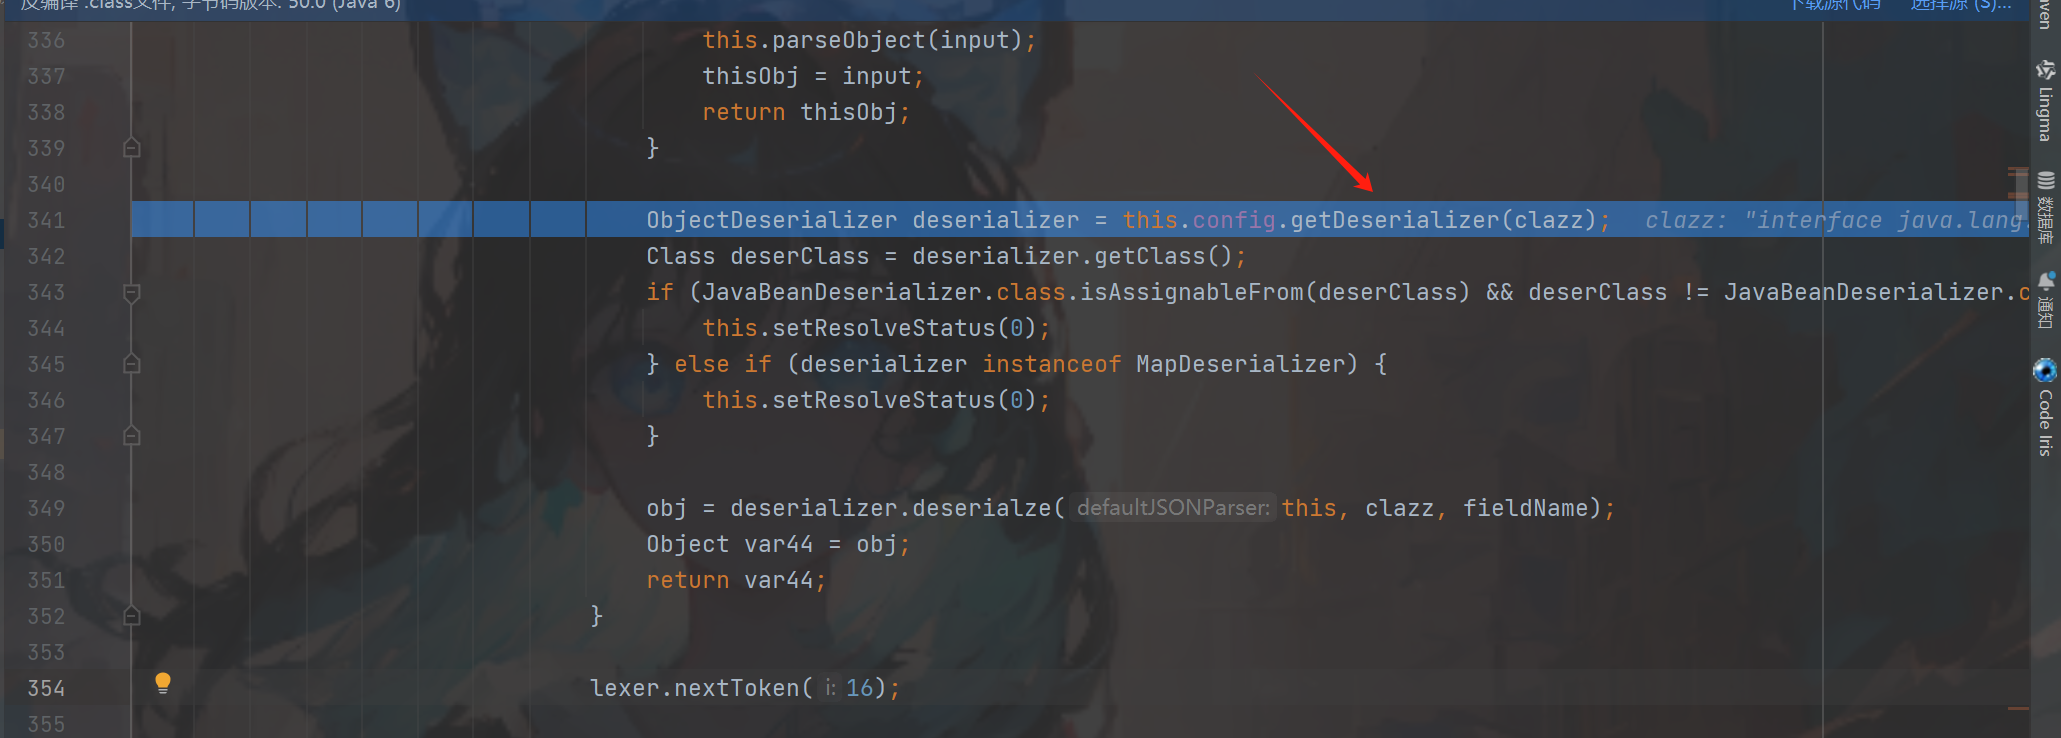 反编译 .class文件, 字节码版本: 50.0 (Java 6) 下载源代码 选择源 (S)...
336 this.parseObject(input);
337 thisObj = input;
338 return thisObj;
339 }
340
341 ObjectDeserializer deserializer = this.config.getDeserializer(clazz); clazz: "interface java.lang.
342 Class deserClass = deserializer.getClass();
343 if (JavaBeanDeserializer.class.isAssignableFrom(deserClass) && deserClass != JavaBeanDeserializer.c
344 this.setResolveStatus(0);
345 } else if (deserializer instanceof MapDeserializer) {
346 this.setResolveStatus(0);
347 }
348
349 obj = deserializer.deserialze( defaultJSONParser: this, clazz, fieldName);
350 Object var44 = obj;
351 return var44;
352 }
353
354 lexer.nextToken( i: 16);
355
ven
Lingma
数据库
通知
Code Iris